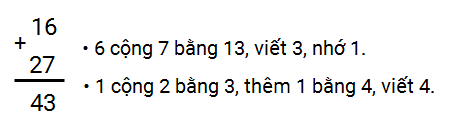 16
+
27
43
• 6 cộng 7 bằng 13, viết 3, nhớ 1.
• 1 cộng 2 bằng 3, thêm 1 bằng 4, viết 4.